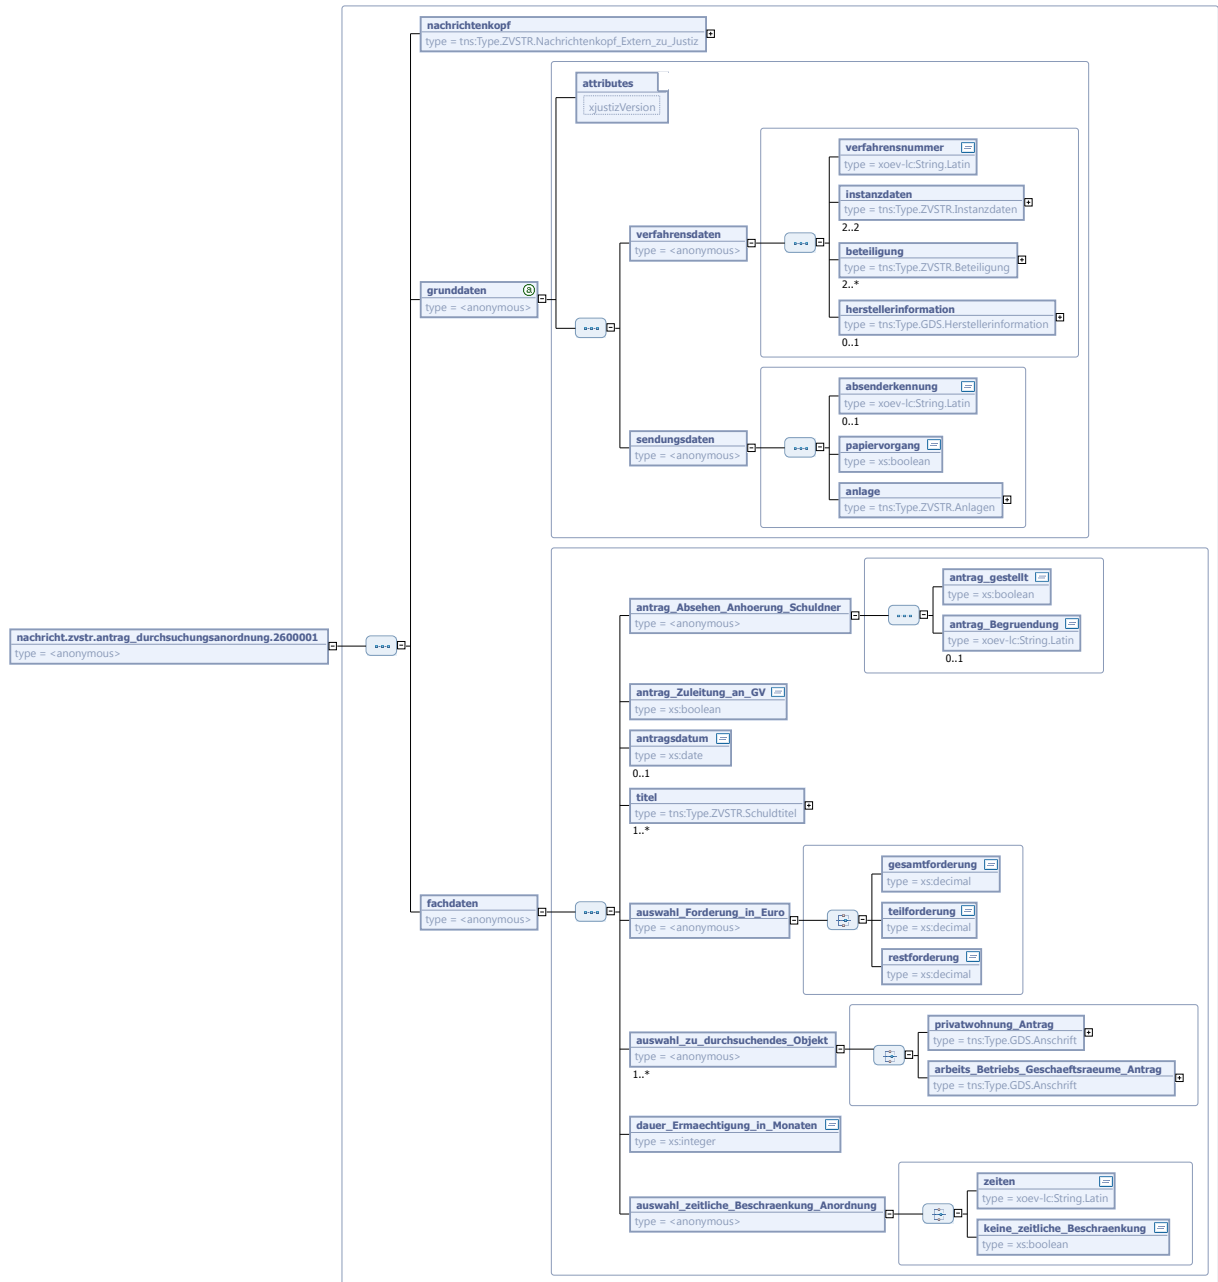 nachrichtenkopf
type = tns:Type.ZVSTR.Nachrichtenkopf_Extern_zu_Justiz
attributes
xjustizVersion
verfahrensnummer
type = xoev-lc:String.Latin
instanzdaten
type = tns:Type.ZVSTR.Instanzdaten
2..2
verfahrensdaten
type = <anonymous>
beteiligung
type = tns:Type.ZVSTR.Beteiligung
2..*
grunddaten
a
type = <anonymous>
herstellerinformation
type = tns:Type.GDS.Herstellerinformation
0..1
absenderkennung
type = xoev-lc:String.Latin
0..1
sendungsdaten
type = <anonymous>
papiervorgang
type = xs:boolean
anlage
type = tns:Type.ZVSTR.Anlagen
nachricht.zvstr.antrag_durchsuchungsanordnung.2600001
type = <anonymous>
antrag_Absehen_Anhoerung_Schuldner
type = <anonymous>
antrag_gestellt
type = xs:boolean
antrag_Begruendung
type = xoev-lc:String.Latin
0..1
antrag_Zuleitung_an_GV
type = xs:boolean
antragsdatum
type = xs:date
0..1
titel
type = tns:Type.ZVSTR.Schuldtitel
1..*
fachdaten
type = <anonymous>
auswahl_Forderung_in_Euro
type = <anonymous>
gesamtforderung
type = xs:decimal
teilforderung
type = xs:decimal
restforderung
type = xs:decimal
auswahl_zu_durchsuchendes_Objekt
type = <anonymous>
1..*
privatwohnung_Antrag
type = tns:Type.GDS.Anschrift
arbeits_Betriebs_Geschaeftsraeume_Antrag
type = tns:Type.GDS.Anschrift
dauer_Ermaechtigung_in_Monaten
type = xs:integer
auswahl_zeitliche_Beschraenkung_Anordnung
type = <anonymous>
zeiten
type = xoev-lc:String.Latin
keine_zeitliche_Beschraenkung
type = xs:boolean